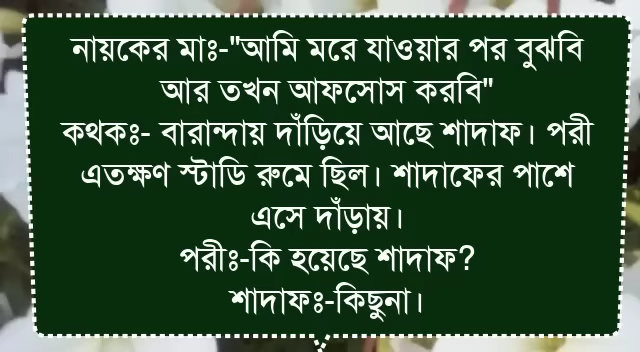 নায়কের মাঃ-"আমি মরে যাওয়ার পর বুঝবি
আর তখন আফসোস করবি"
কথকঃ- বারান্দায় দাঁড়িয়ে আছে শাদাফ। পরী
এতক্ষণ স্টাডি রুমে ছিল। শাদাফের পাশে
এসে দাঁড়ায়।
পরীঃ-কি হয়েছে শাদাফ?
শাদাফঃ-কিছুনা।